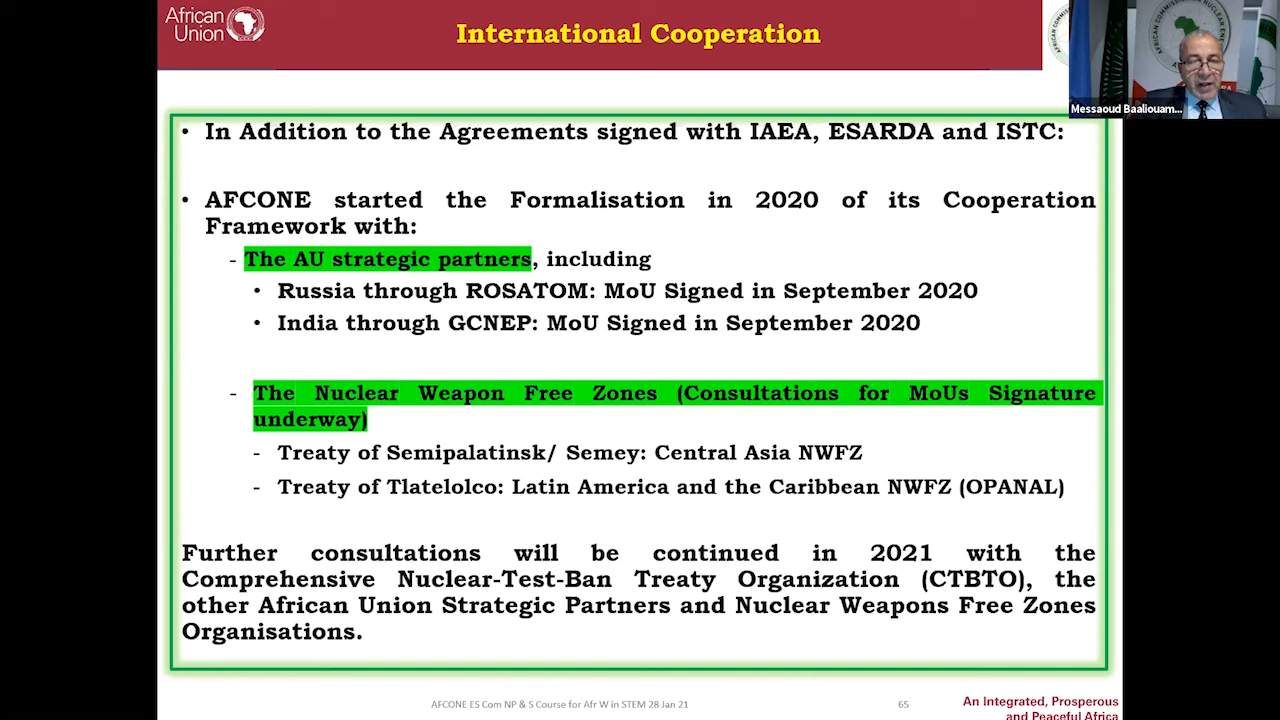 African
Union
International Cooperation
AFRICAN COMMISSION NUCLEAR ENERGY
Messaoud Baaliouam...
• In Addition to the Agreements signed with IAEA, ESARDA and ISTC:
• AFCONE started the Formalisation in 2020 of its Cooperation
Framework with:
- The AU strategic partners, including
• Russia through ROSATOM: MoU Signed in September 2020
• India through GCNEP: MoU Signed in September 2020
- The Nuclear Weapon Free Zones (Consultations for MoUs Signature
underway)
- Treaty of Semipalatinsk/ Semey: Central Asia NWFZ
- Treaty of Tlatelolco: Latin America and the Caribbean NWFZ (OPANAL)
Further consultations will be continued in 2021 with the
Comprehensive Nuclear-Test-Ban Treaty Organization (CTBTO), the
other African Union Strategic Partners and Nuclear Weapons Free Zones
Organisations.
AFCONE ES Com NP & S Course for Afr W in STEM 28 Jan 21
65
An Integrated, Prosperous
and Peaceful Africa